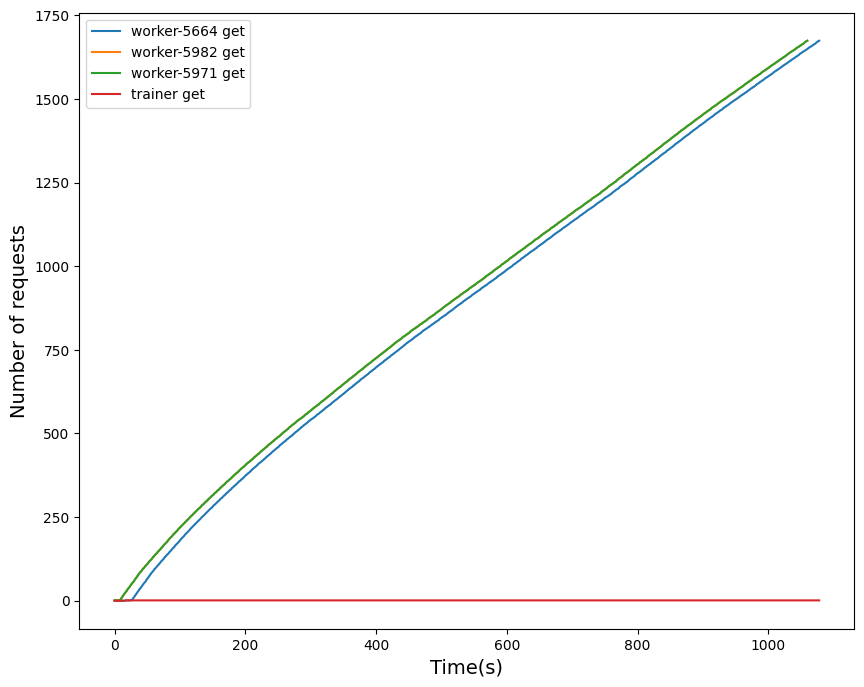 1750
1500
1250
1000
750
500
250
0
Number of requests
worker-5664 get
worker-5982 get
worker-5971 get
trainer get
0 200 400 600 800 1000
Time(s)